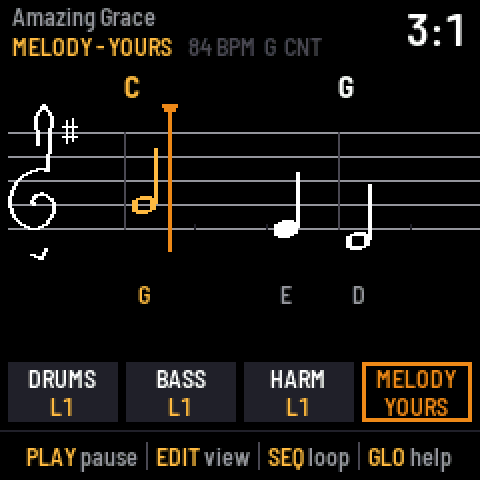 Amazing Grace
MELODY - YOURS 84 BPM G CNT 3:1
C G
G E D
DRUMS L1
BASS L1
HARM L1
MELODY YOURS
PLAY pause | EDIT view | SEQ loop | GLO help